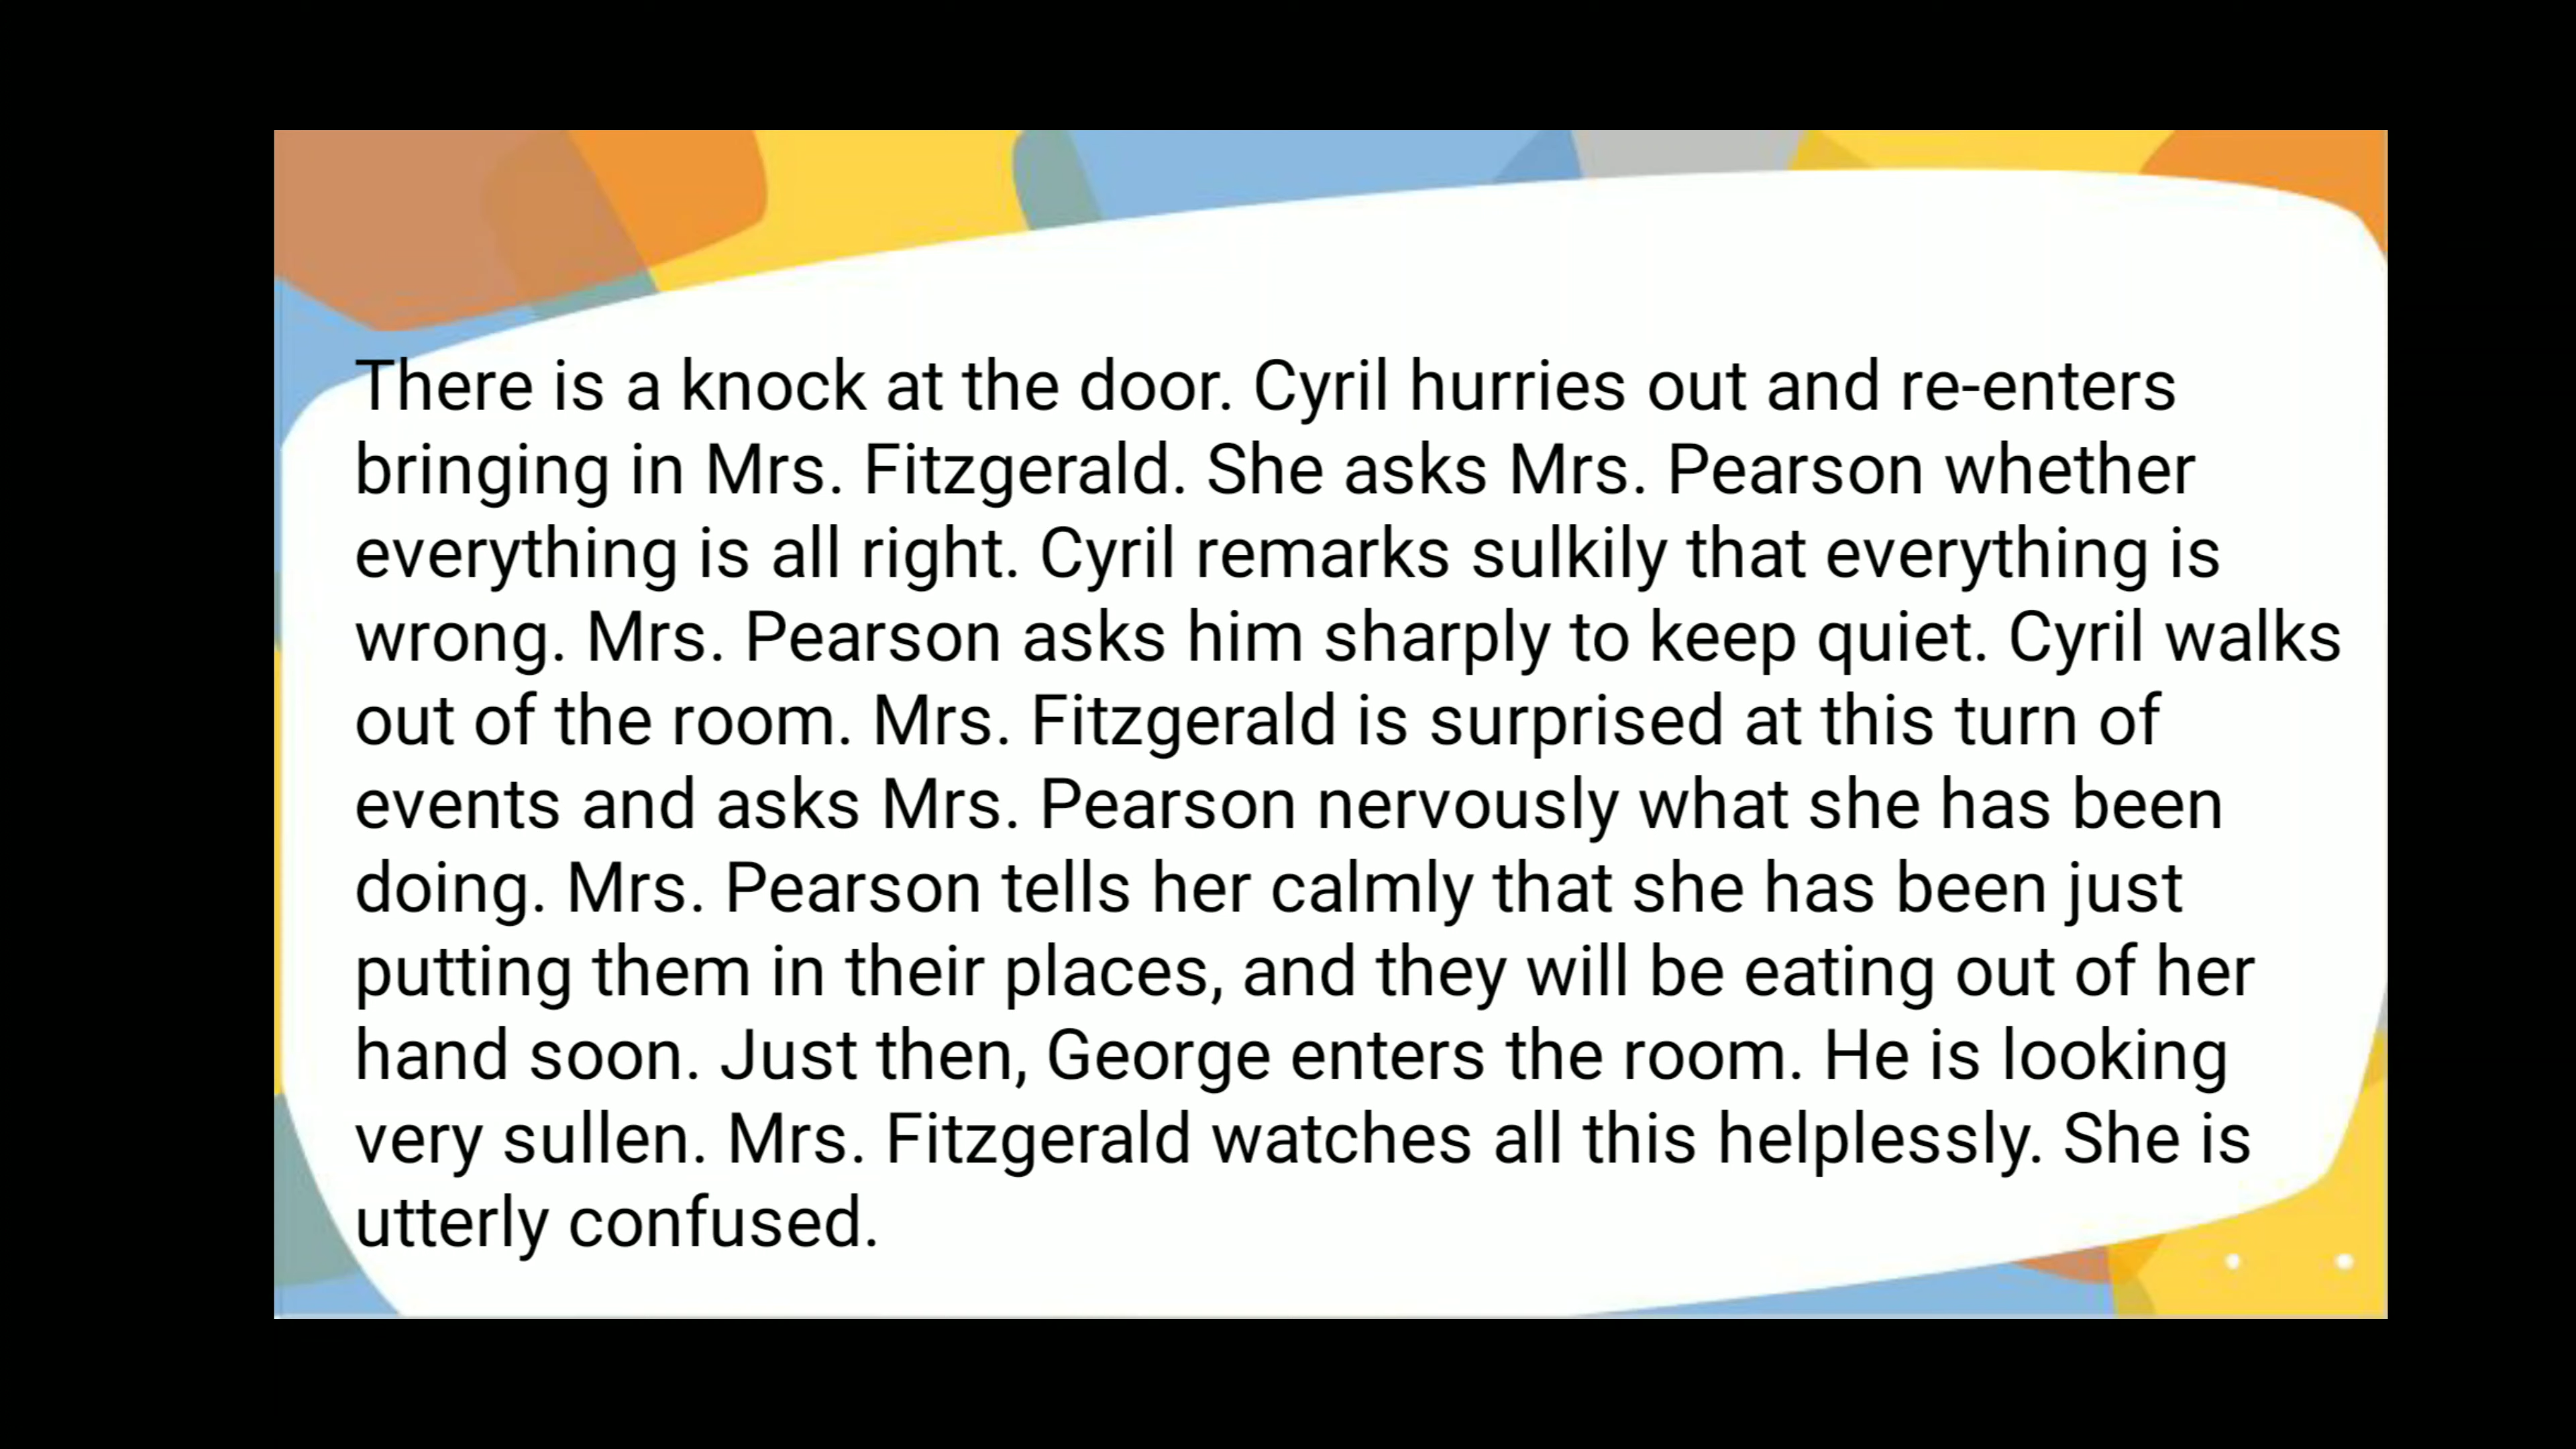 There is a knock at the door. Cyril hurries out and re-enters
bringing in Mrs. Fitzgerald. She asks Mrs. Pearson whether
everything is all right. Cyril remarks sulkily that everything is
wrong. Mrs. Pearson asks him sharply to keep quiet. Cyril walks
out of the room. Mrs. Fitzgerald is surprised at this turn of
events and asks Mrs. Pearson nervously what she has been
doing. Mrs. Pearson tells her calmly that she has been just
putting them in their places, and they will be eating out of her
hand soon. Just then, George enters the room. He is looking
very sullen. Mrs. Fitzgerald watches all this helplessly. She is
utterly confused.